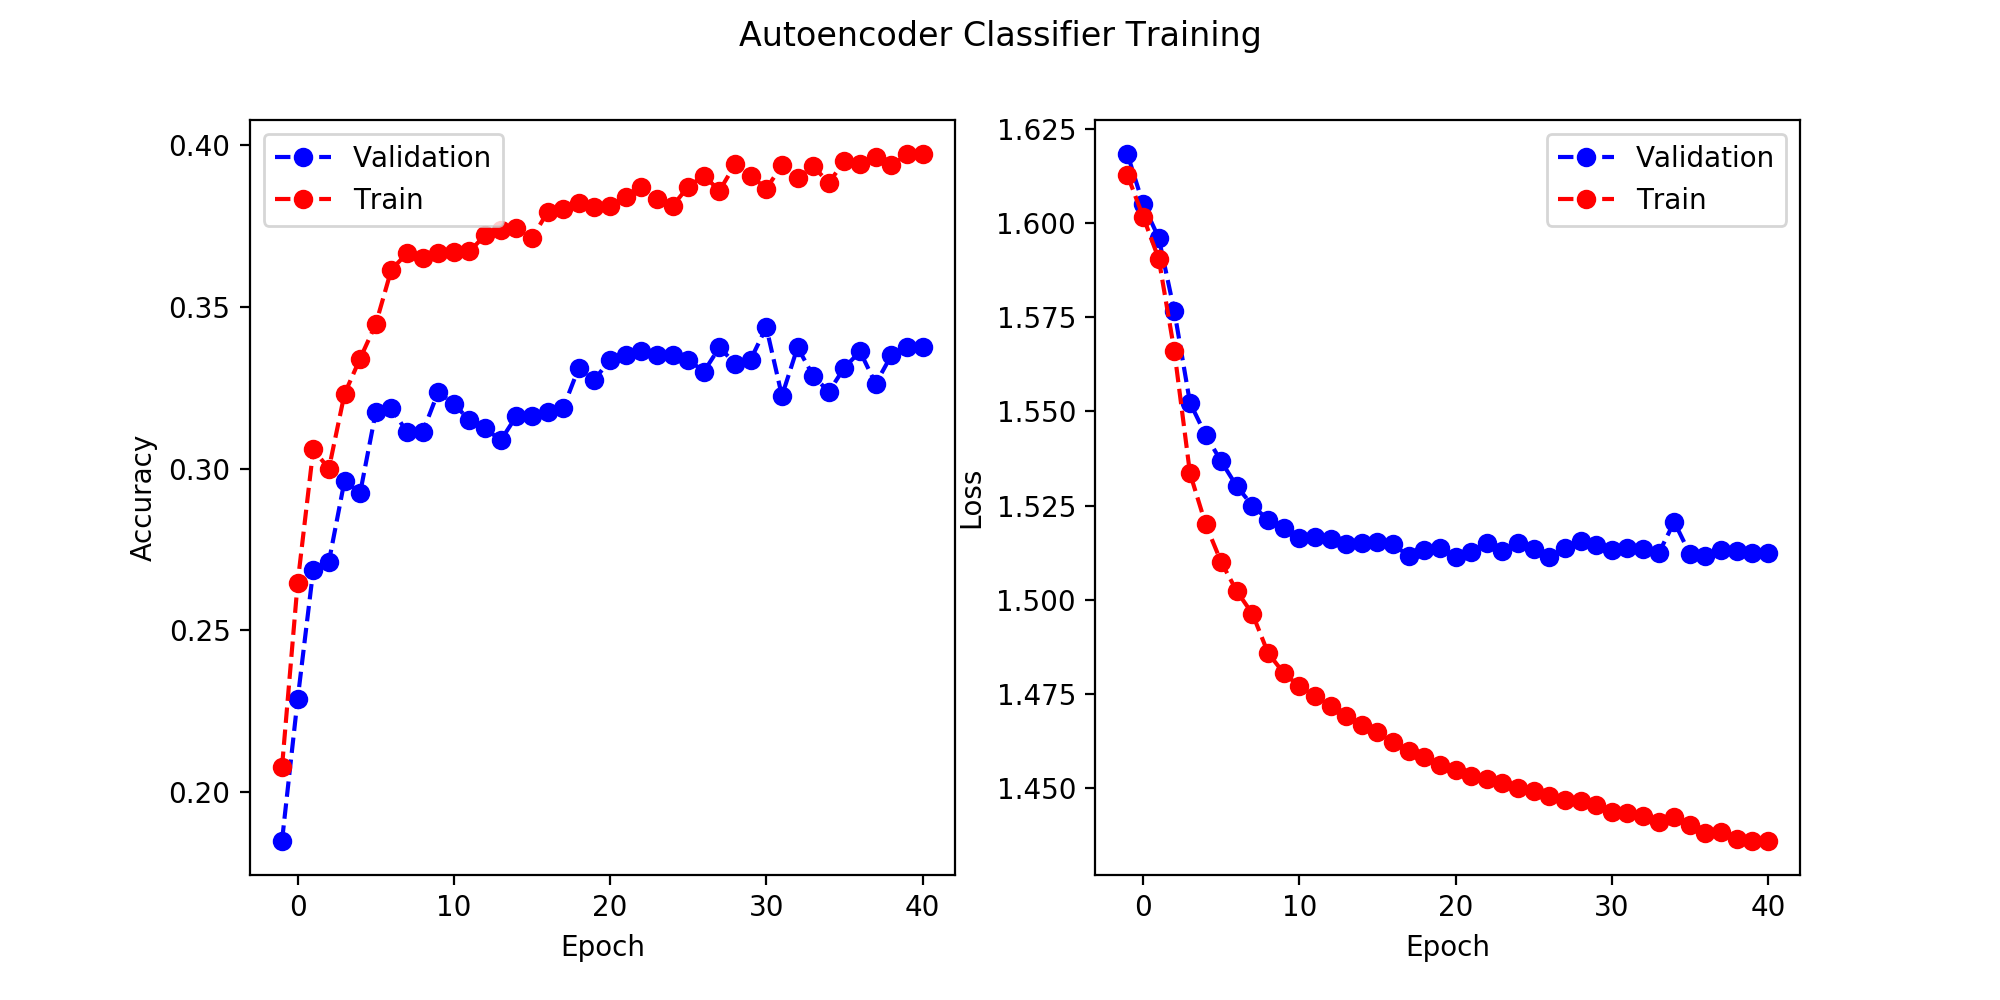 Autoencoder Classifier Training
Validation
Train
0.40
0.35
0.30
0.25
0.20
Accuracy
0 10 20 30 40
Epoch
Validation
Train
1.625
1.600
1.575
1.550
1.525
1.500
1.475
1.450
Loss
0 10 20 30 40
Epoch